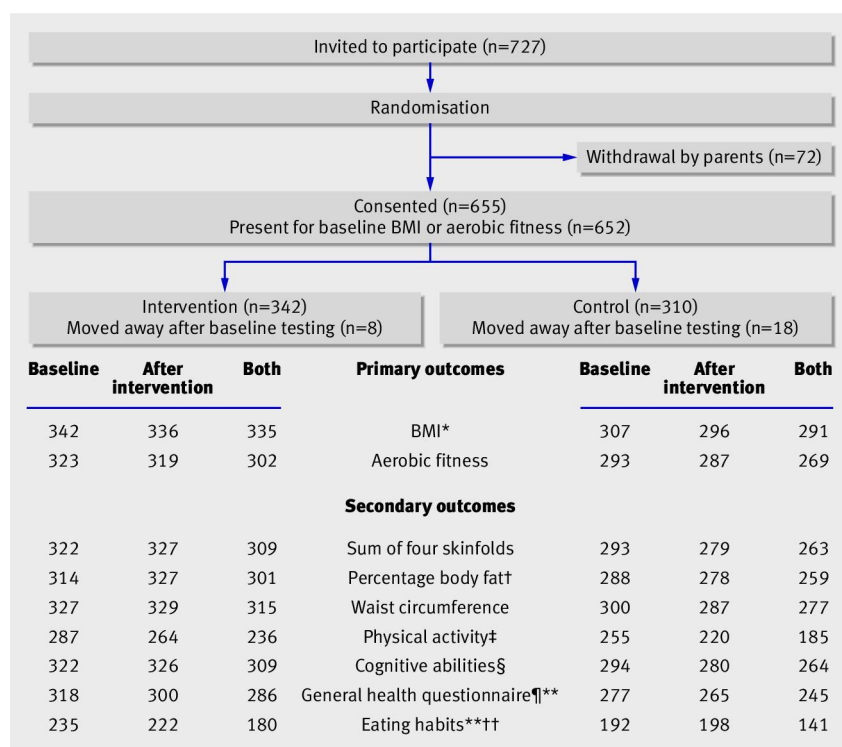 Invited to participate (n=727)
Randomisation
Withdrawal by parents (n=72)
Consented (n=655)
Present for baseline BMI or aerobic fitness (n=652)
Intervention (n=342)
Moved away after baseline testing (n=8)
Control (n=310)
Moved away after baseline testing (n=18)
Baseline After intervention Both Primary outcomes Baseline After intervention Both
342 336 335 BMI* 307 296 291
323 319 302 Aerobic fitness 293 287 269
Secondary outcomes
322 327 309 Sum of four skinfolds 293 279 263
314 327 301 Percentage body fat† 288 278 259
327 329 315 Waist circumference 300 287 277
287 264 236 Physical activity‡ 255 220 185
322 326 309 Cognitive abilities§ 294 280 264
318 300 286 General health questionnaire¶** 277 265 245
235 222 180 Eating habits**†† 192 198 141